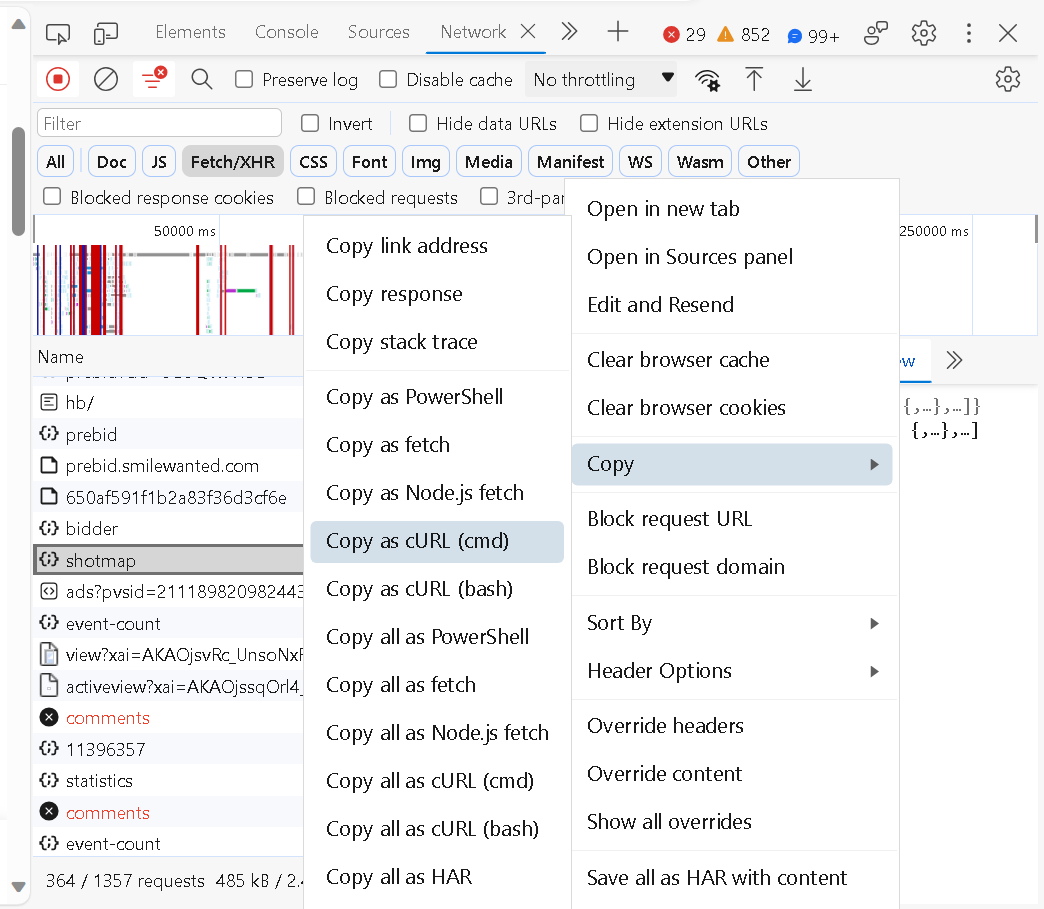 Elements Console Sources Network 29 852 99+
Preserve log Disable cache No throttling
Filter Invert Hide data URLs Hide extension URLs
All Doc JS Fetch/XHR CSS Font Img Media Manifest WS Wasm Other
Blocked response cookies Blocked requests 3rd-par
50000 ms 250000 ms
Name
hb/
prebid
prebid.smilewanted.com
650af591f1b2a83f36d3cf6e
bidder
shotmap
ads?pvsid=211189820982443
event-count
view?xai=AKAOjsvRc_UnsoNxF
activeview?xai=AKAOjssqOrl4_
comments
11396357
statistics
comments
event-count
364 / 1357 requests 485 kB / 2.4
Copy link address
Copy response
Copy stack trace
Copy as PowerShell
Copy as fetch
Copy as Node.js fetch
Copy as cURL (cmd)
Copy as cURL (bash)
Copy all as PowerShell
Copy all as fetch
Copy all as Node.js fetch
Copy all as cURL (cmd)
Copy all as cURL (bash)
Copy all as HAR
Open in new tab
Open in Sources panel
Edit and Resend
Clear browser cache
Clear browser cookies
Copy
Block request URL
Block request domain
Sort By
Header Options
Override headers
Override content
Show all overrides
Save all as HAR with content
ew
{,…},…]}
{,…},…]